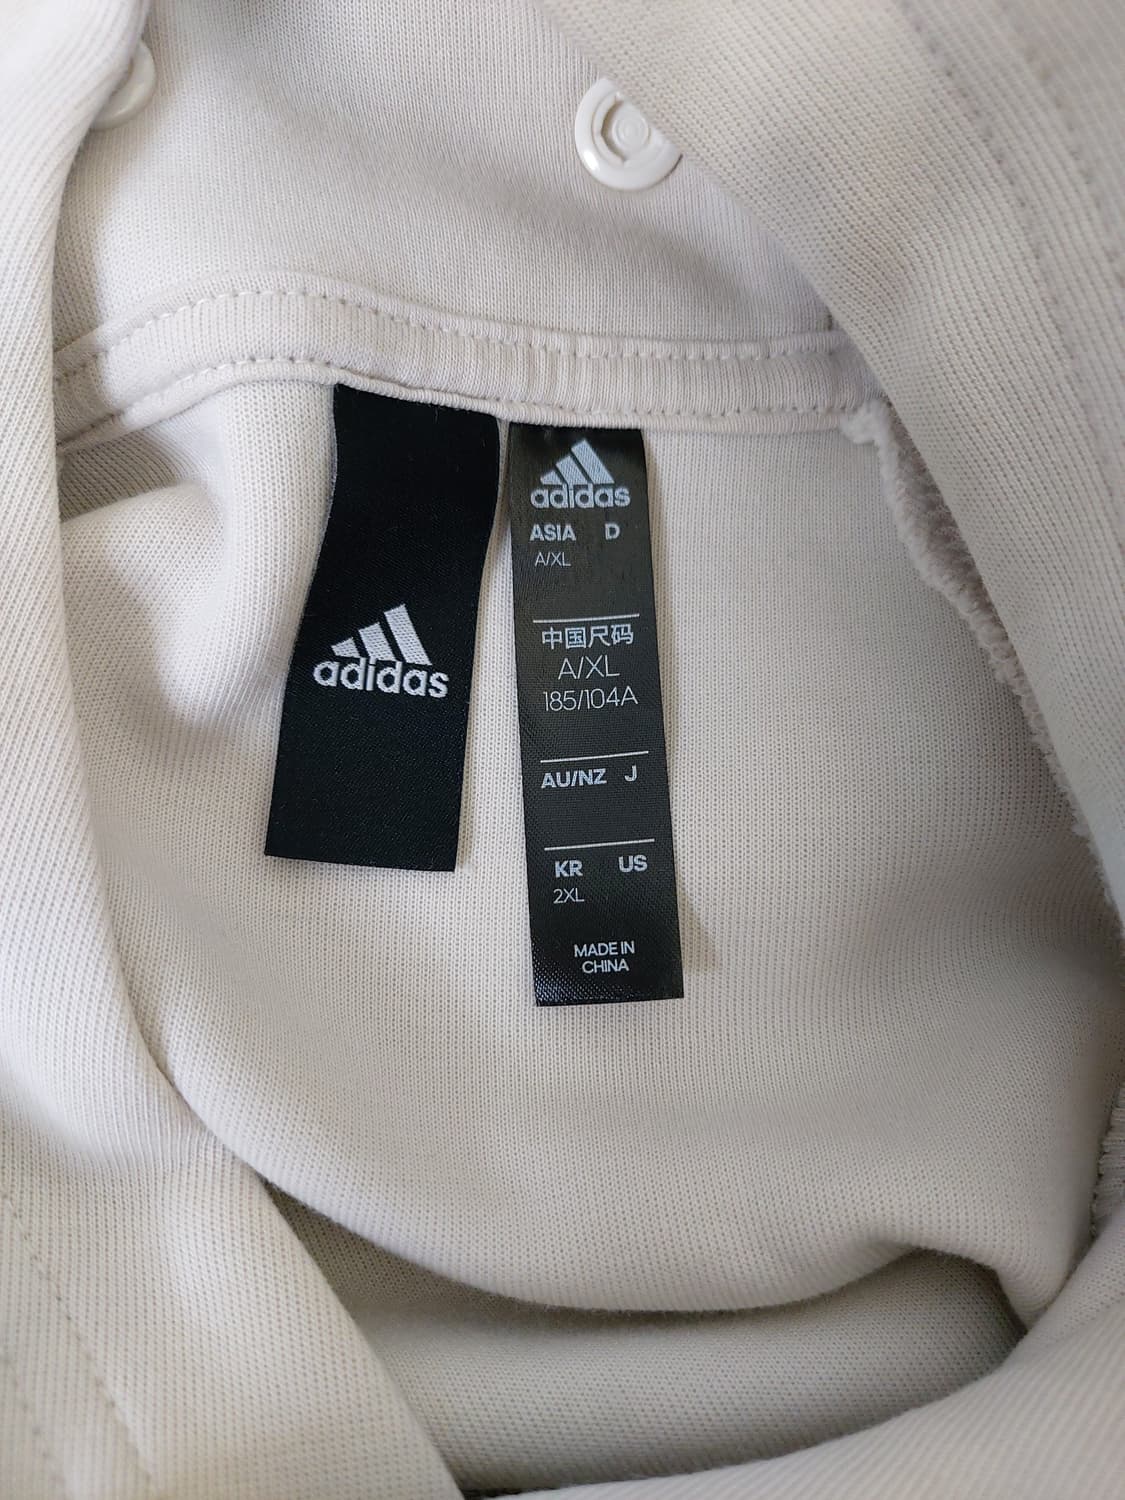 adidas
adidas
ASIA D
A/XL
中国尺码
A/XL
185/104A
AU/NZ J
KR US
2XL
MADE IN
CHINA